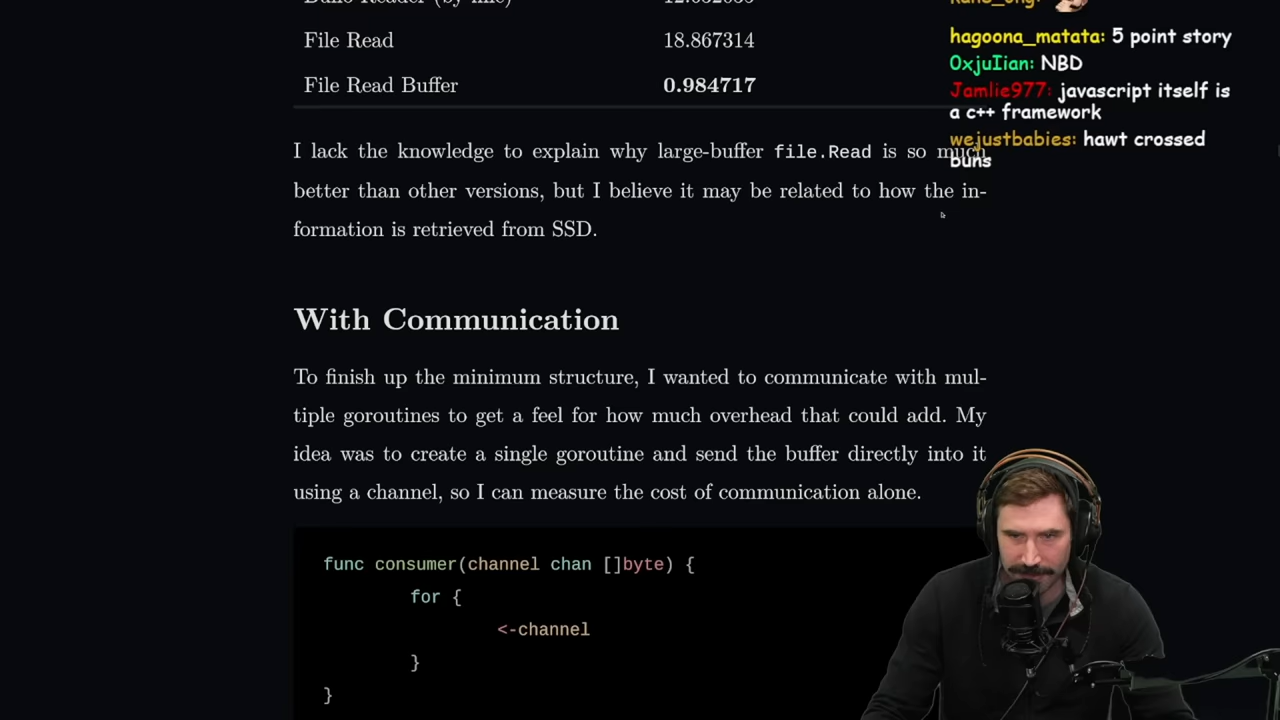 File Read 18.867314
File Read Buffer 0.984717
I lack the knowledge to explain why large-buffer file.Read is so much
better than other versions, but I believe it may be related to how the in-
formation is retrieved from SSD.
With Communication
To finish up the minimum structure, I wanted to communicate with mul-
tiple goroutines to get a feel for how much overhead that could add. My
idea was to create a single goroutine and send the buffer directly into it
using a channel, so I can measure the cost of communication alone.
func consumer(channel chan []byte) {
for {
<-channel
}
}
hagoona_matata: 5 point story
0xjuIian: NBD
Jamlie977: javascript itself is
a c++ framework
wejustbabies: hawt crossed
buns